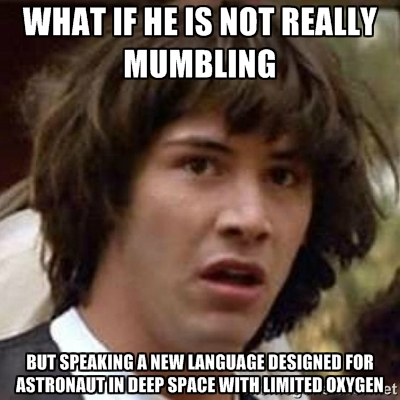 WHAT IF HE IS NOT REALLY
MUMBLING
BUT SPEAKING A NEW LANGUAGE DESIGNED FOR
ASTRONAUT IN DEEP SPACE WITH LIMITED OXYGEN